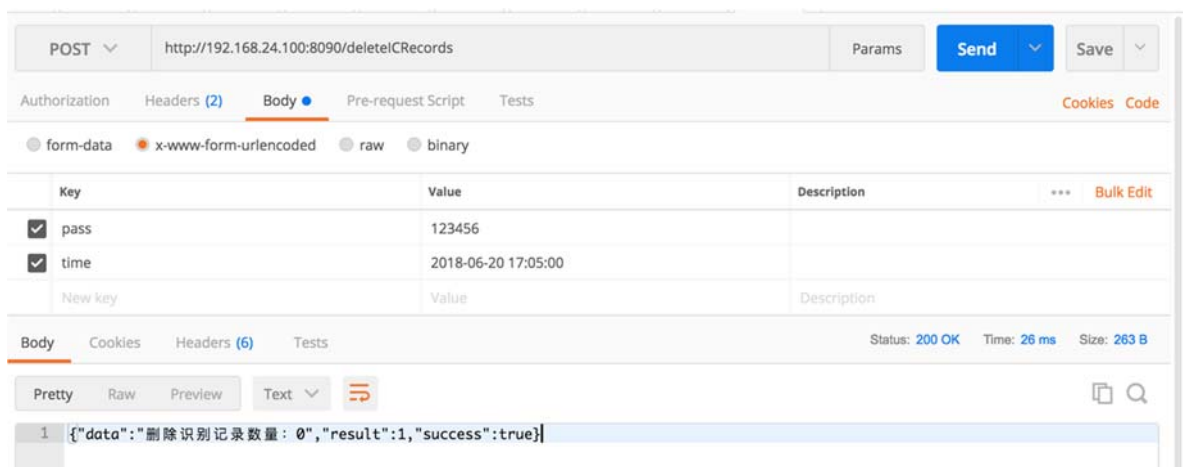 POST http://192.168.24.100:8090/deleteICRecords Params Send Save
Authorization Headers (2) Body Pre-request Script Tests Cookies Code
form-data x-www-form-urlencoded raw binary
Key Value Description Bulk Edit
pass 123456
time 2018-06-20 17:05:00
New key Value Description
Body Cookies Headers (6) Tests Status: 200 OK Time: 26 ms Size: 263 B
Pretty Raw Preview Text
1 {"data":"删除识别记录数量：0","result":1,"success":true}